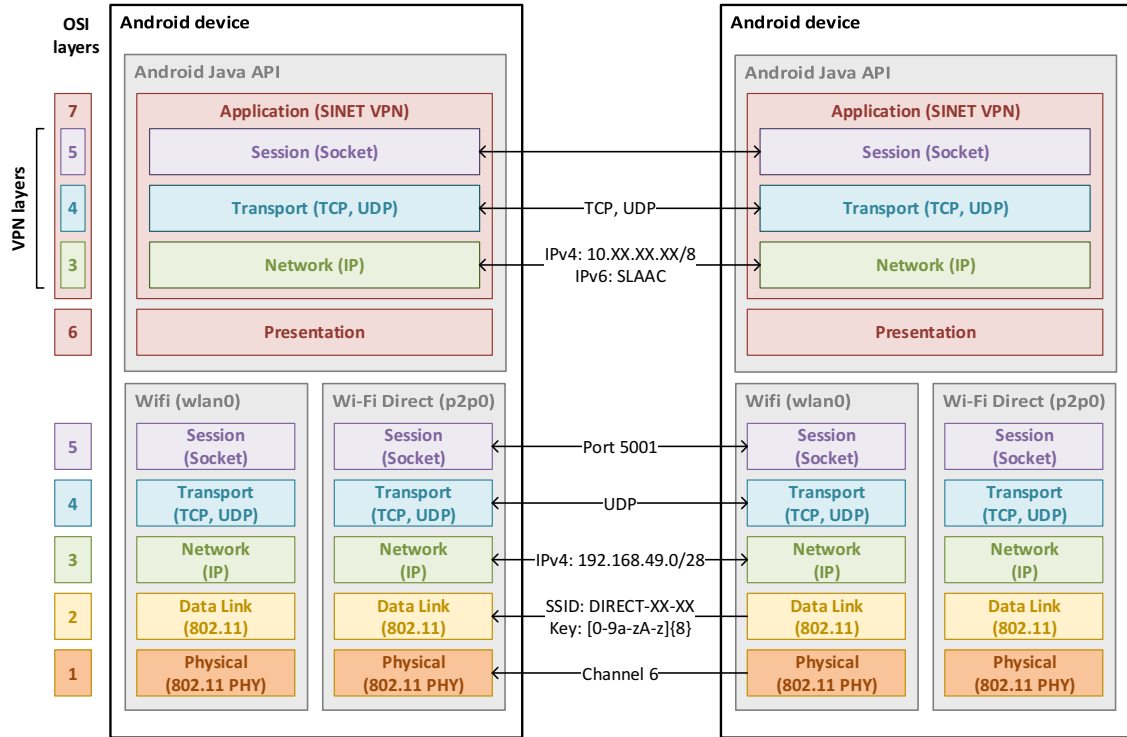 OSI
layers
VPN layers
7
5
4
3
6
5
4
3
2
1
Android device
Android Java API
Application (SINET VPN)
Session (Socket)
Transport (TCP, UDP)
Network (IP)
Presentation
Wifi (wlan0)
Session
(Socket)
Transport
(TCP, UDP)
Network
(IP)
Data Link
(802.11)
Physical
(802.11 PHY)
Wi-Fi Direct (p2p0)
Session
(Socket)
Transport
(TCP, UDP)
Network
(IP)
Data Link
(802.11)
Physical
(802.11 PHY)
TCP, UDP
IPv4: 10.XX.XX.XX/8
IPv6: SLAAC
Port 5001
UDP
IPv4: 192.168.49.0/28
SSID: DIRECT-XX-XX
Key: [0-9a-zA-z]{8}
Channel 6
Android device
Android Java API
Application (SINET VPN)
Session (Socket)
Transport (TCP, UDP)
Network (IP)
Presentation
Wifi (wlan0)
Session
(Socket)
Transport
(TCP, UDP)
Network
(IP)
Data Link
(802.11)
Physical
(802.11 PHY)
Wi-Fi Direct (p2p0)
Session
(Socket)
Transport
(TCP, UDP)
Network
(IP)
Data Link
(802.11)
Physical
(802.11 PHY)